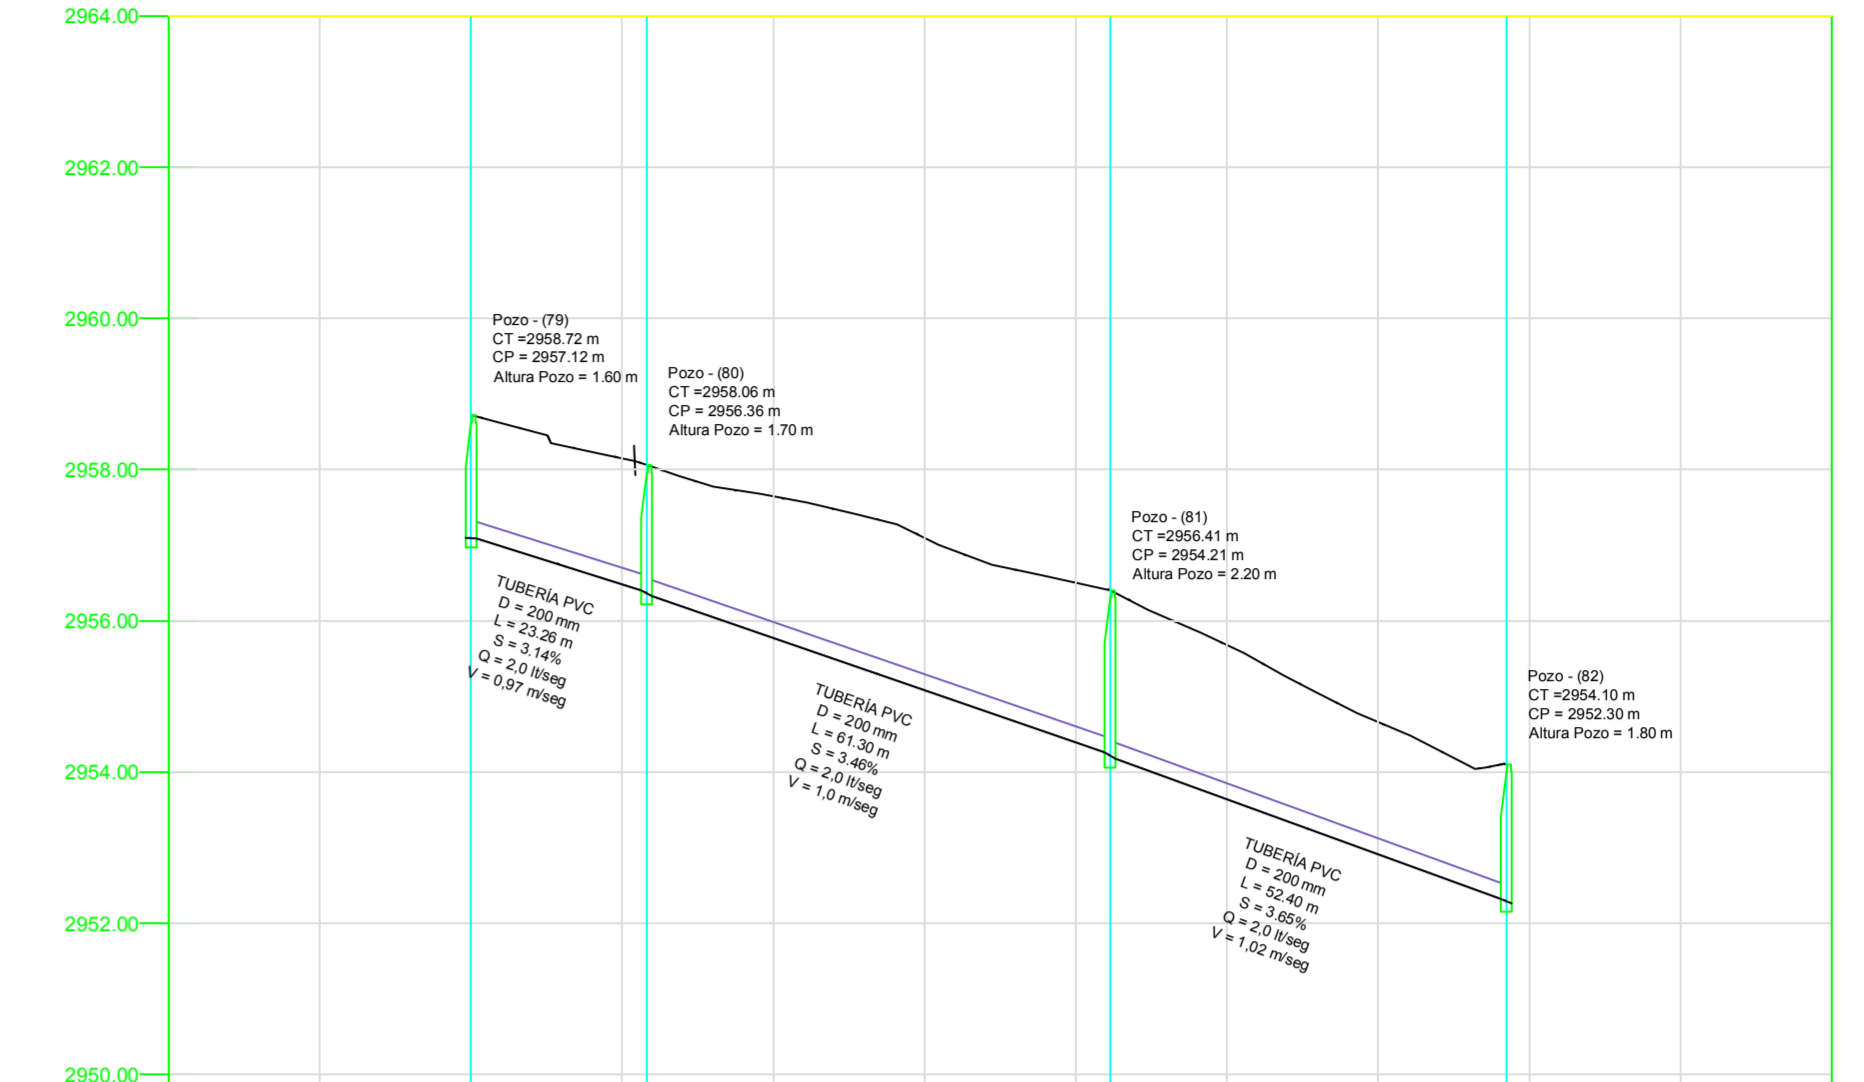 2964.00
2962.00
2960.00
2958.00
2956.00
2954.00
2952.00
2950.00
Pozo - (79)
CT =2958.72 m
CP = 2957.12 m
Altura Pozo = 1.60 m
Pozo - (80)
CT =2958.06 m
CP = 2956.36 m
Altura Pozo = 1.70 m
Pozo - (81)
CT =2956.41 m
CP = 2954.21 m
Altura Pozo = 2.20 m
Pozo - (82)
CT =2954.10 m
CP = 2952.30 m
Altura Pozo = 1.80 m
TUBERÍA PVC
D = 200 mm
L = 23.26 m
S = 3.14%
Q = 2,0 lt/seg
V = 0,97 m/seg
TUBERÍA PVC
D = 200 mm
L = 61.30 m
S = 3.46%
Q = 2,0 lt/seg
V = 1,0 m/seg
TUBERÍA PVC
D = 200 mm
L = 52.40 m
S = 3.65%
Q = 2,0 lt/seg
V = 1,02 m/seg